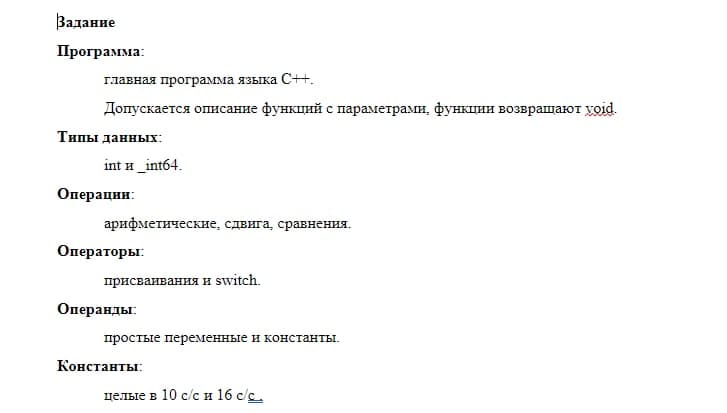 Задание
Программа:
главная программа языка С++.
Допускается описание функций с параметрами, функции возвращают void.
Типы данных:
int и _int64.
Операции:
арифметические, сдвига, сравнения.
Операторы:
присваивания и switch.
Операнды:
простые переменные и константы.
Константы:
целые в 10 с/с и 16 с/с .